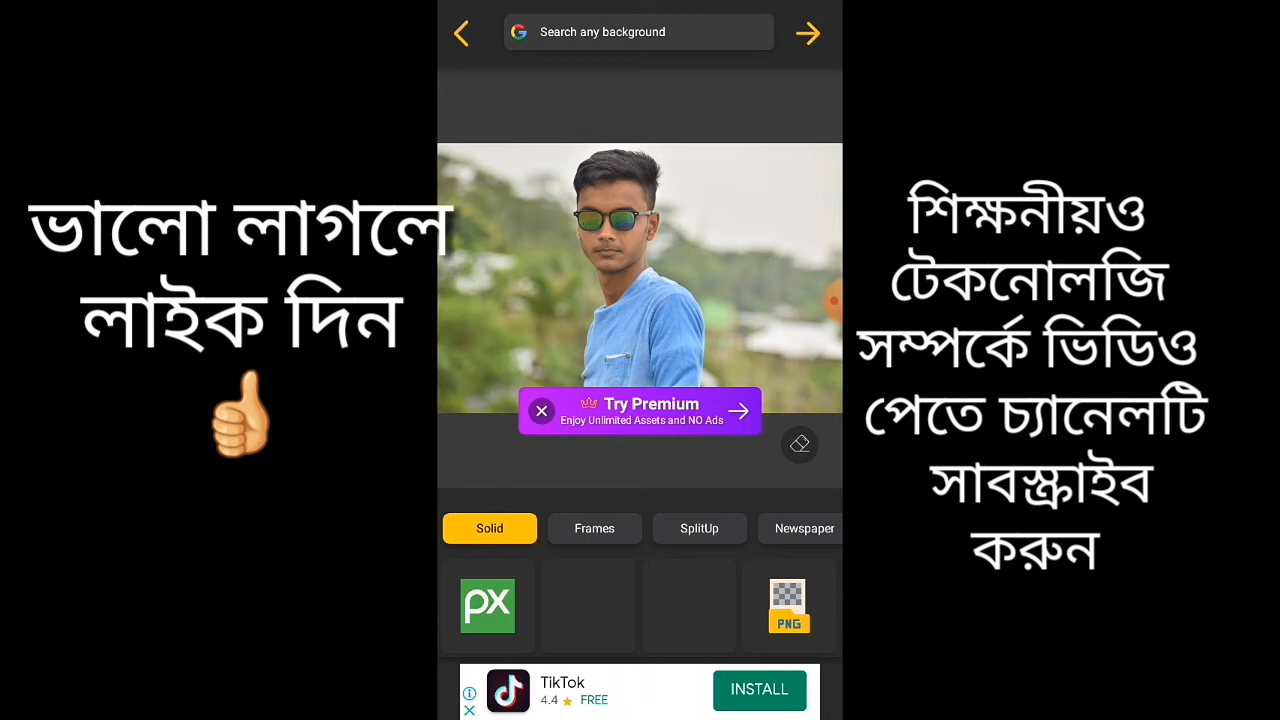 Search any background
ভালো লাগলে
লাইক দিন
শিক্ষনীয়ও
টেকনোলজি
সম্পর্কে ভিডিও
পেতে চ্যানেলটি
সাবস্ক্রাইব
করুন
Try Premium
Enjoy Unlimited Assets and NO Ads
Solid Frames SplitUp Newspaper
px PNG
TikTok
4.4 FREE
INSTALL